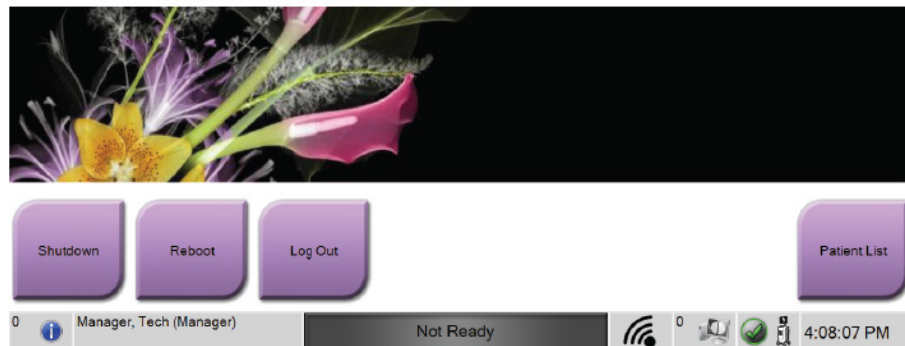 Shutdown
Reboot
Log Out
Patient List
0
Manager, Tech (Manager)
Not Ready
0
4:08:07 PM